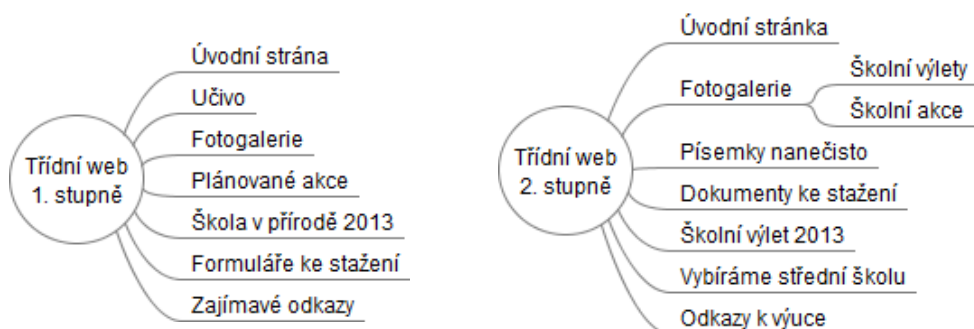 Třídní web
1. stupně
Úvodní strána
Učivo
Fotogalerie
Plánované akce
Škola v přírodě 2013
Formuláře ke stažení
Zajímavé odkazy
Třídní web
2. stupně
Úvodní stránka
Fotogalerie
Školní výlety
Školní akce
Písemky nanečisto
Dokumenty ke stažení
Školní výlet 2013
Vybíráme střední školu
Odkazy k výuce